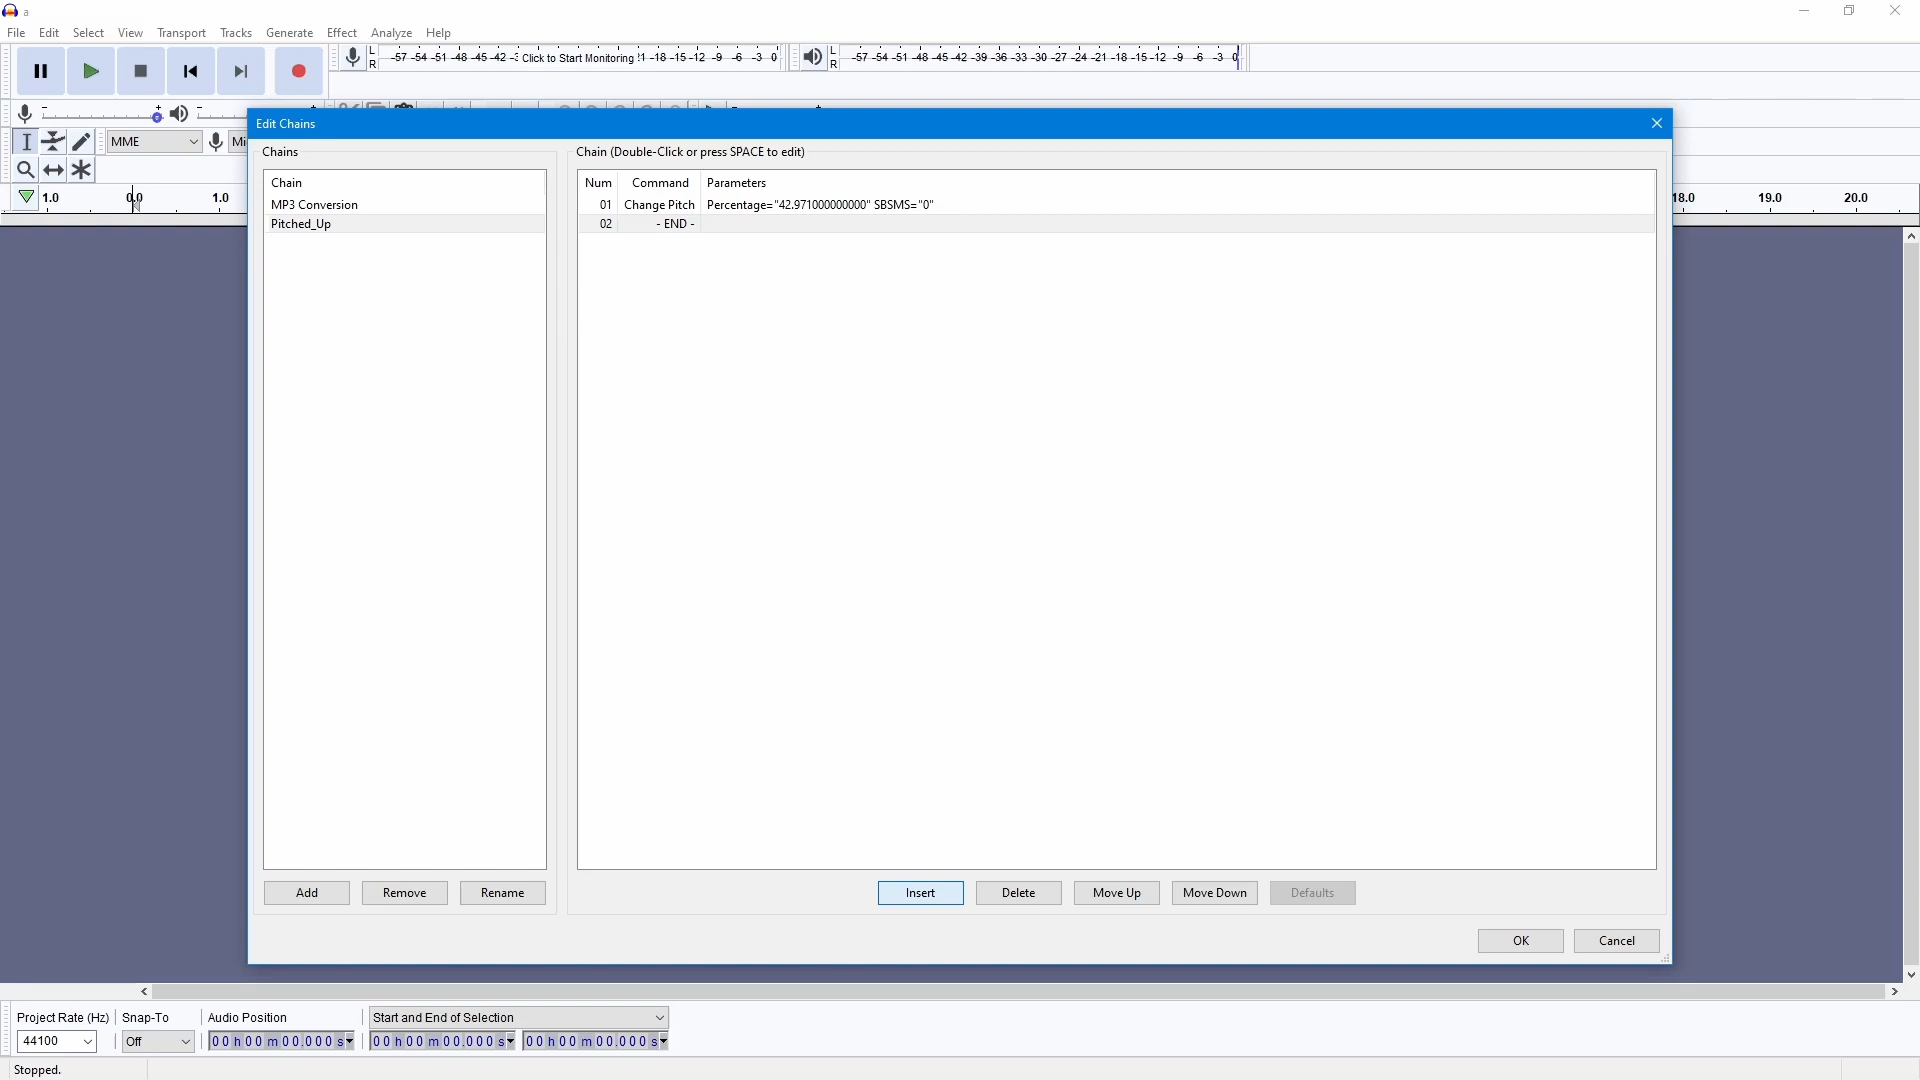 a
File Edit Select View Transport Tracks Generate Effect Analyze Help
L
R
-57 -54 -51 -48 -45 -42 -3 Click to Start Monitoring !1 -18 -15 -12 -9 -6 -3 0
L
R
-57 -54 -51 -48 -45 -42 -39 -36 -33 -30 -27 -24 -21 -18 -15 -12 -9 -6 -3 0
MME
Mi
1.0 0.0 1.0 18.0 19.0 20.0
Edit Chains
Chains
Chain
MP3 Conversion
Pitched_Up
Add Remove Rename
Chain (Double-Click or press SPACE to edit)
Num Command Parameters
01 Change Pitch Percentage="42.971000000000" SBSMS="0"
02 - END -
Insert Delete Move Up Move Down Defaults
OK Cancel
Project Rate (Hz) Snap-To Audio Position Start and End of Selection
44100 Off 00 h 00 m 00.000 s 00 h 00 m 00.000 s 00 h 00 m 00.000 s
Stopped.